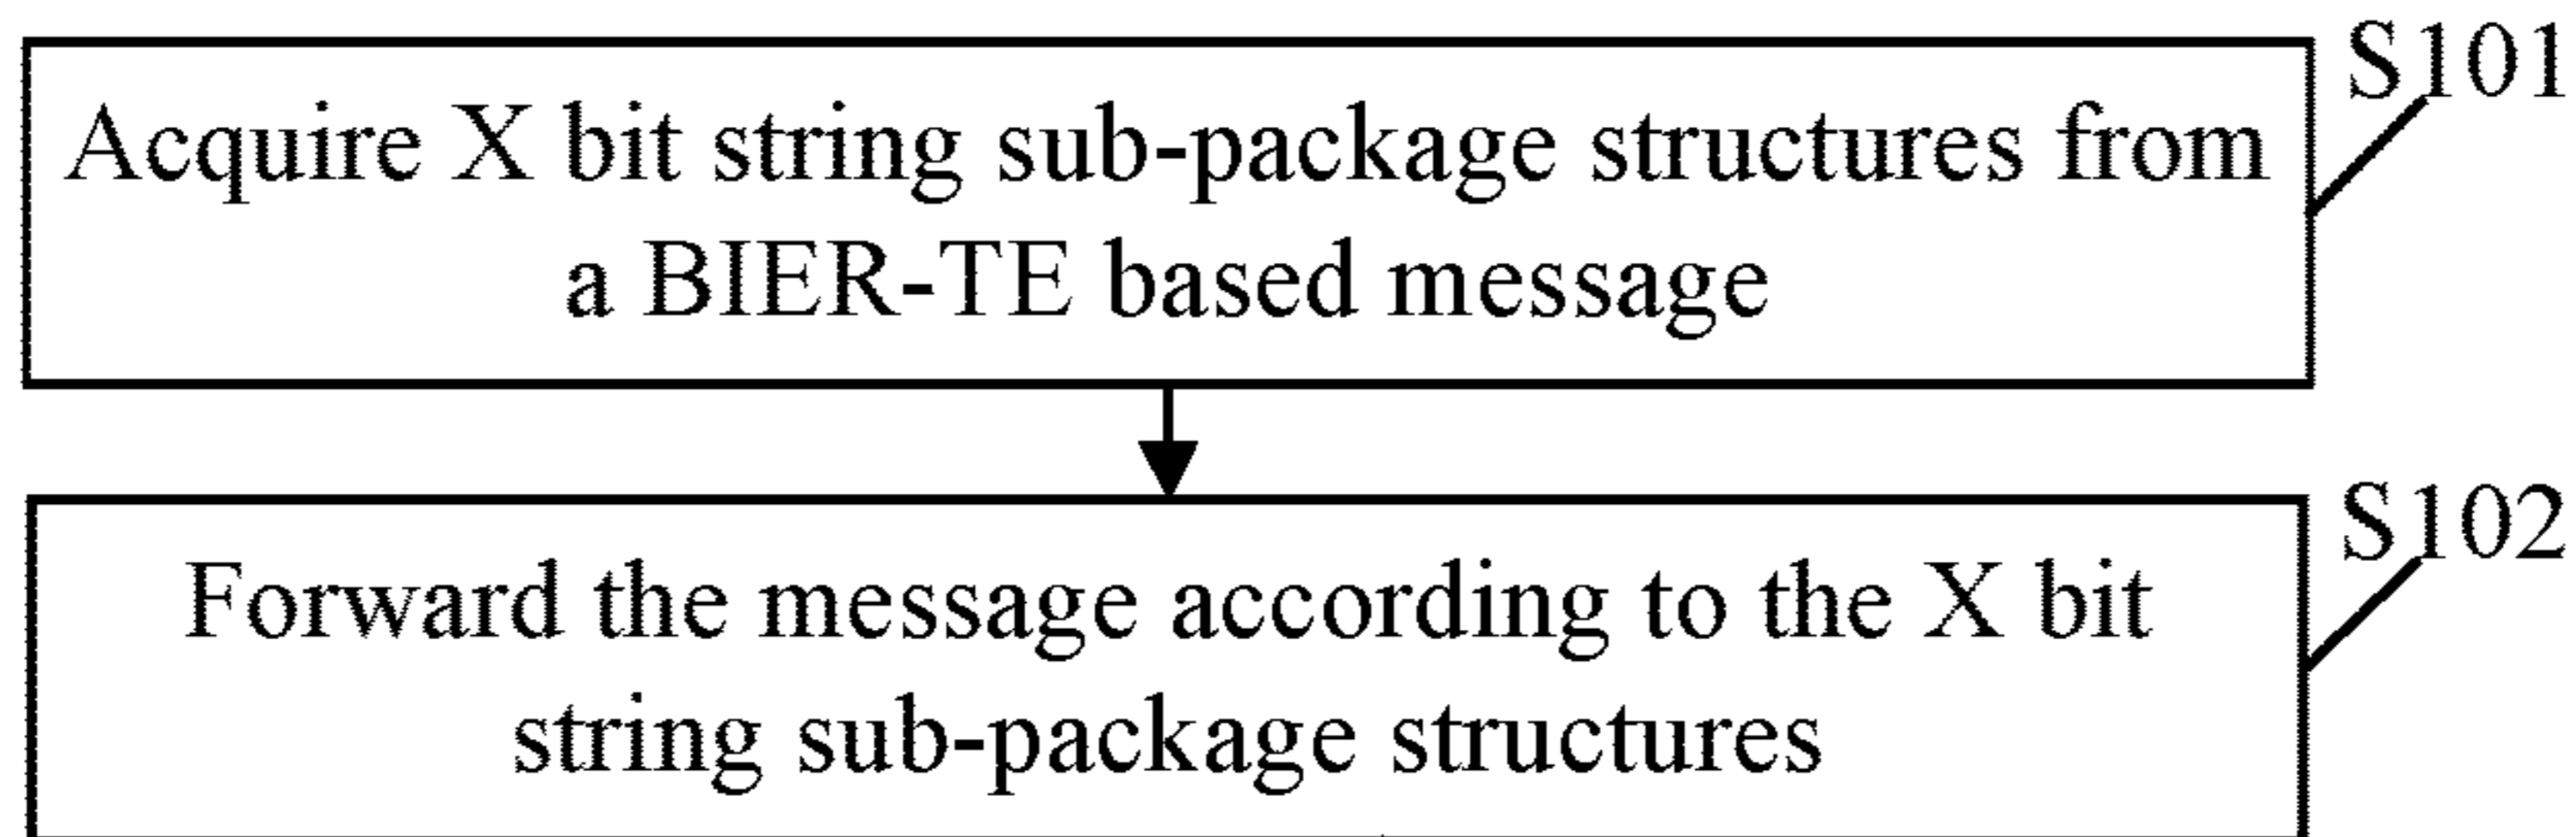 S101
Acquire X bit string sub-package structures from
a BIER-TE based message
S102
Forward the message according to the X bit
string sub-package structures